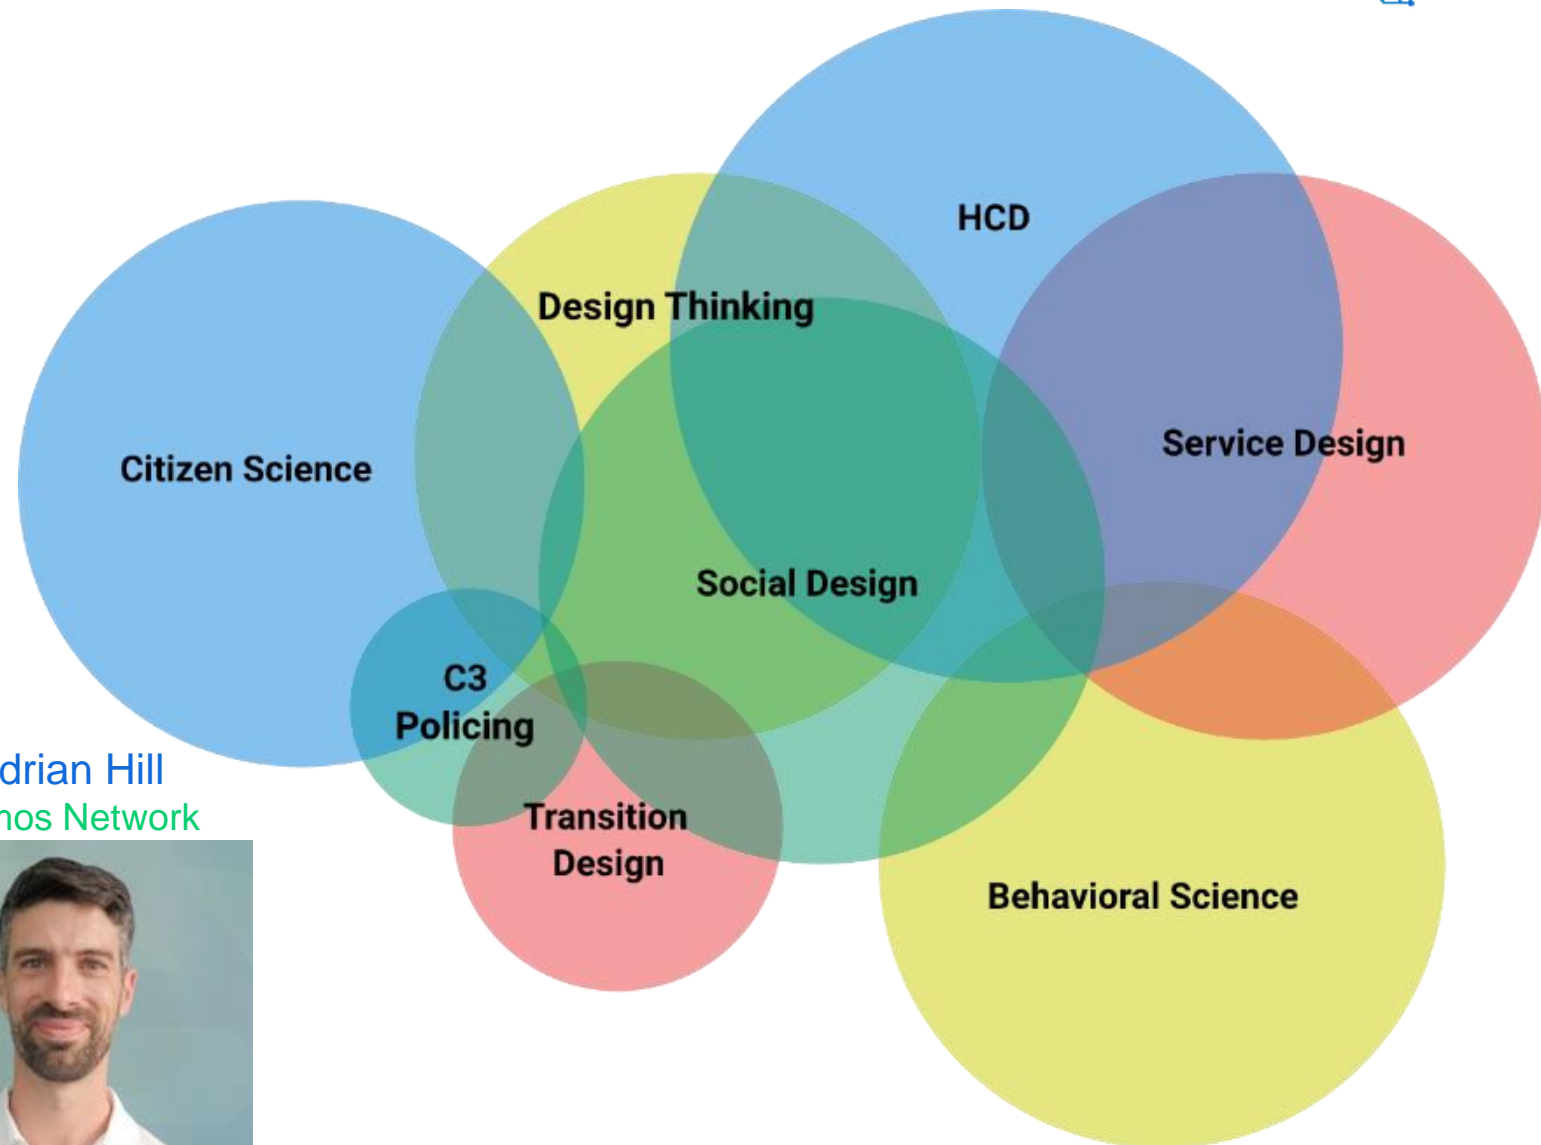 HCD
Design Thinking
Service Design
Citizen Science
Social Design
C3
Policing
drian Hill
nos Network
Transition
Design
Behavioral Science